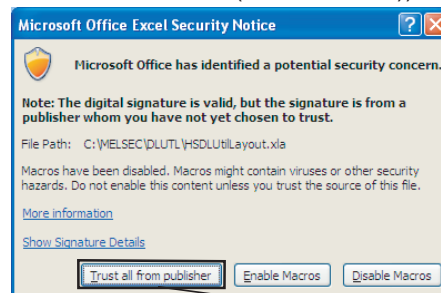 Microsoft Office Excel Security Notice
Microsoft Office has identified a potential security concern.
Note: The digital signature is valid, but the signature is from a
publisher whom you have not yet chosen to trust.
File Path: C:\MELSEC\DLUTL\HSDLUtilLayout.xla
Macros have been disabled. Macros might contain viruses or other security
hazards. Do not enable this content unless you trust the source of this file.
More information
Show Signature Details
Trust all from publisher Enable Macros Disable Macros